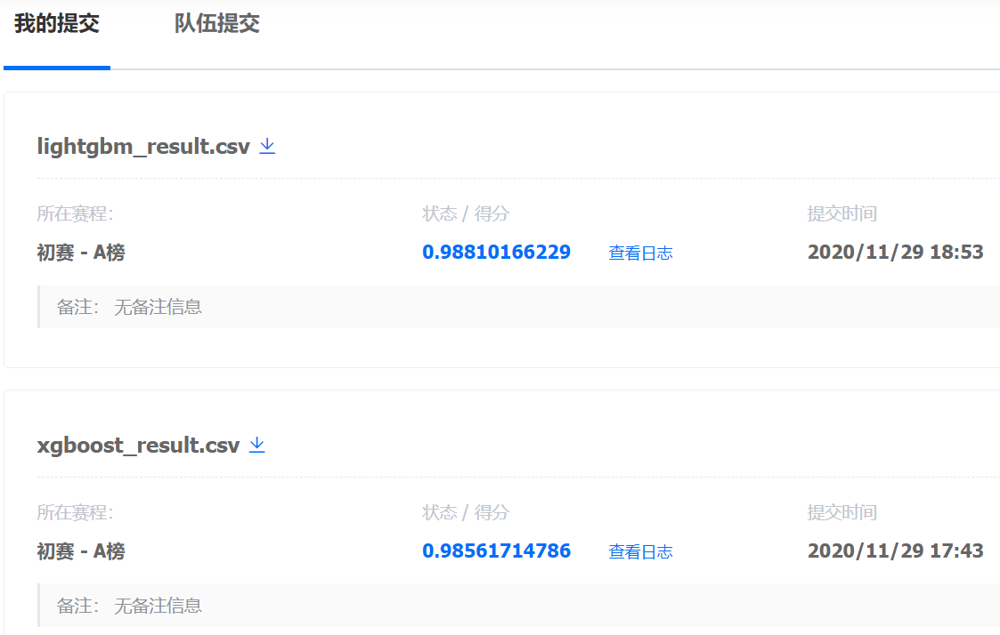 我的提交 队伍提交
lightgbm_result.csv
所在赛程: 状态 / 得分 提交时间
初赛 - A榜 0.98810166229 查看日志 2020/11/29 18:53
备注: 无备注信息
xgboost_result.csv
所在赛程: 状态 / 得分 提交时间
初赛 - A榜 0.98561714786 查看日志 2020/11/29 17:43
备注: 无备注信息